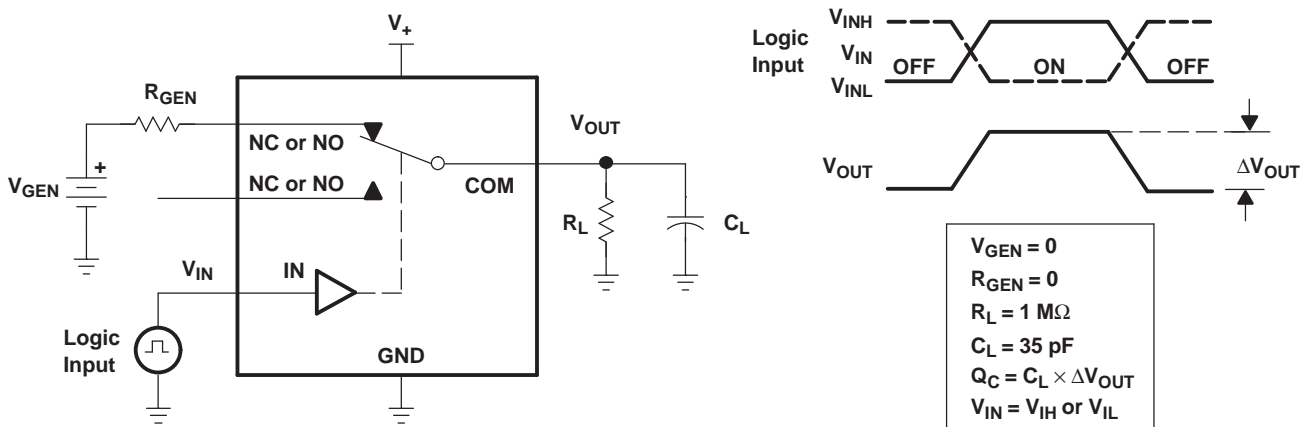 V+
RGEN
NC or NO
VOUT
VGEN
+
NC or NO
COM
RL
CL
VIN
IN
Logic
Input
GND
Logic
Input
VINH
VIN
VINL
OFF
ON
OFF
VOUT
ΔVOUT
VGEN = 0
RGEN = 0
RL = 1 MΩ
CL = 35 pF
QC = CL × ΔVOUT
VIN = VIH or VIL